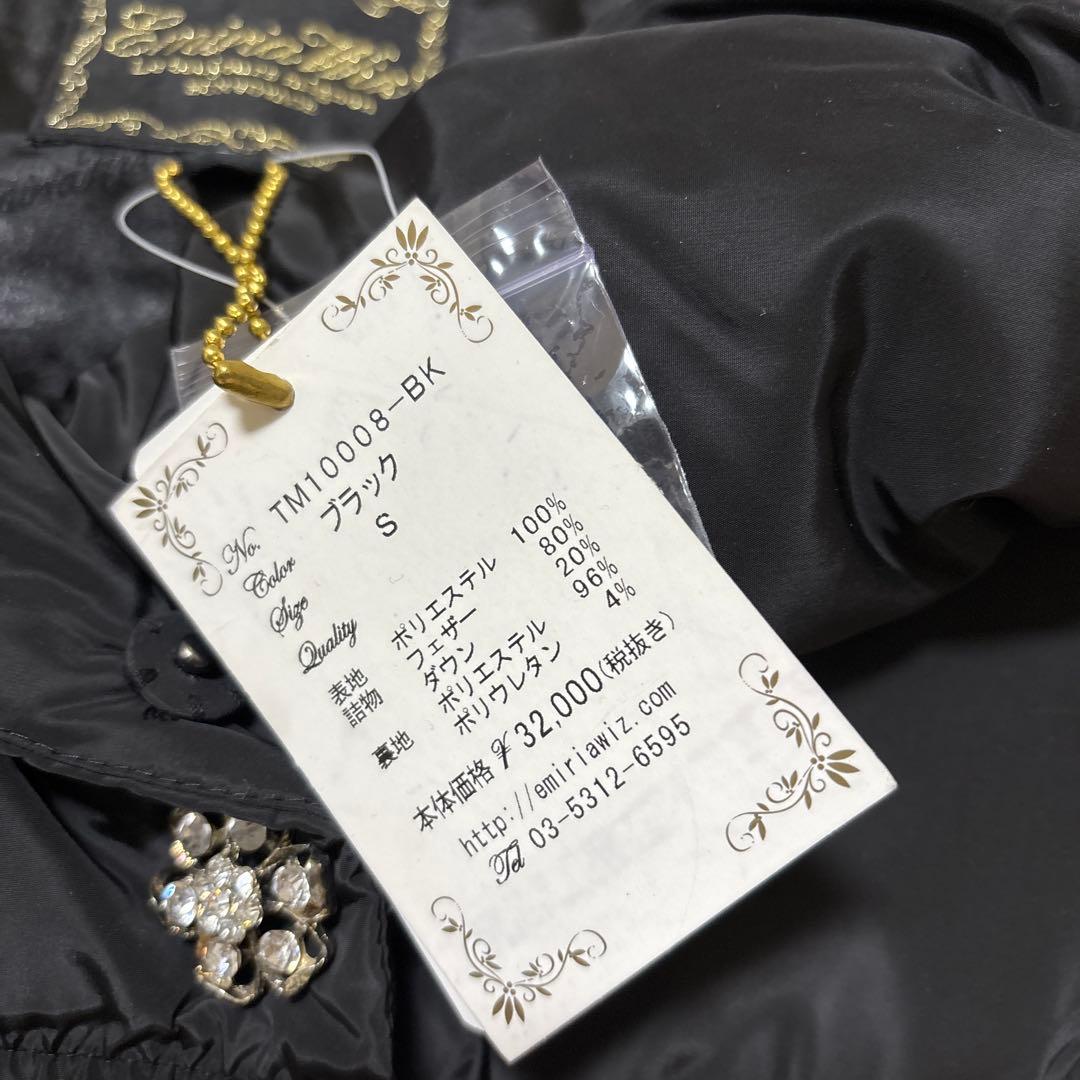 Emiria Wiz
No. TM10008-BK
Color ブラック
Size S
Quality
表地 ポリエステル 100%
詰物 フェザー 80%
ダウン 20%
裏地 ポリエステル 96%
ポリウレタン 4%
本体価格 ¥32,000(税抜き)
http://emiriawiz.com
Tel 03-5312-6595